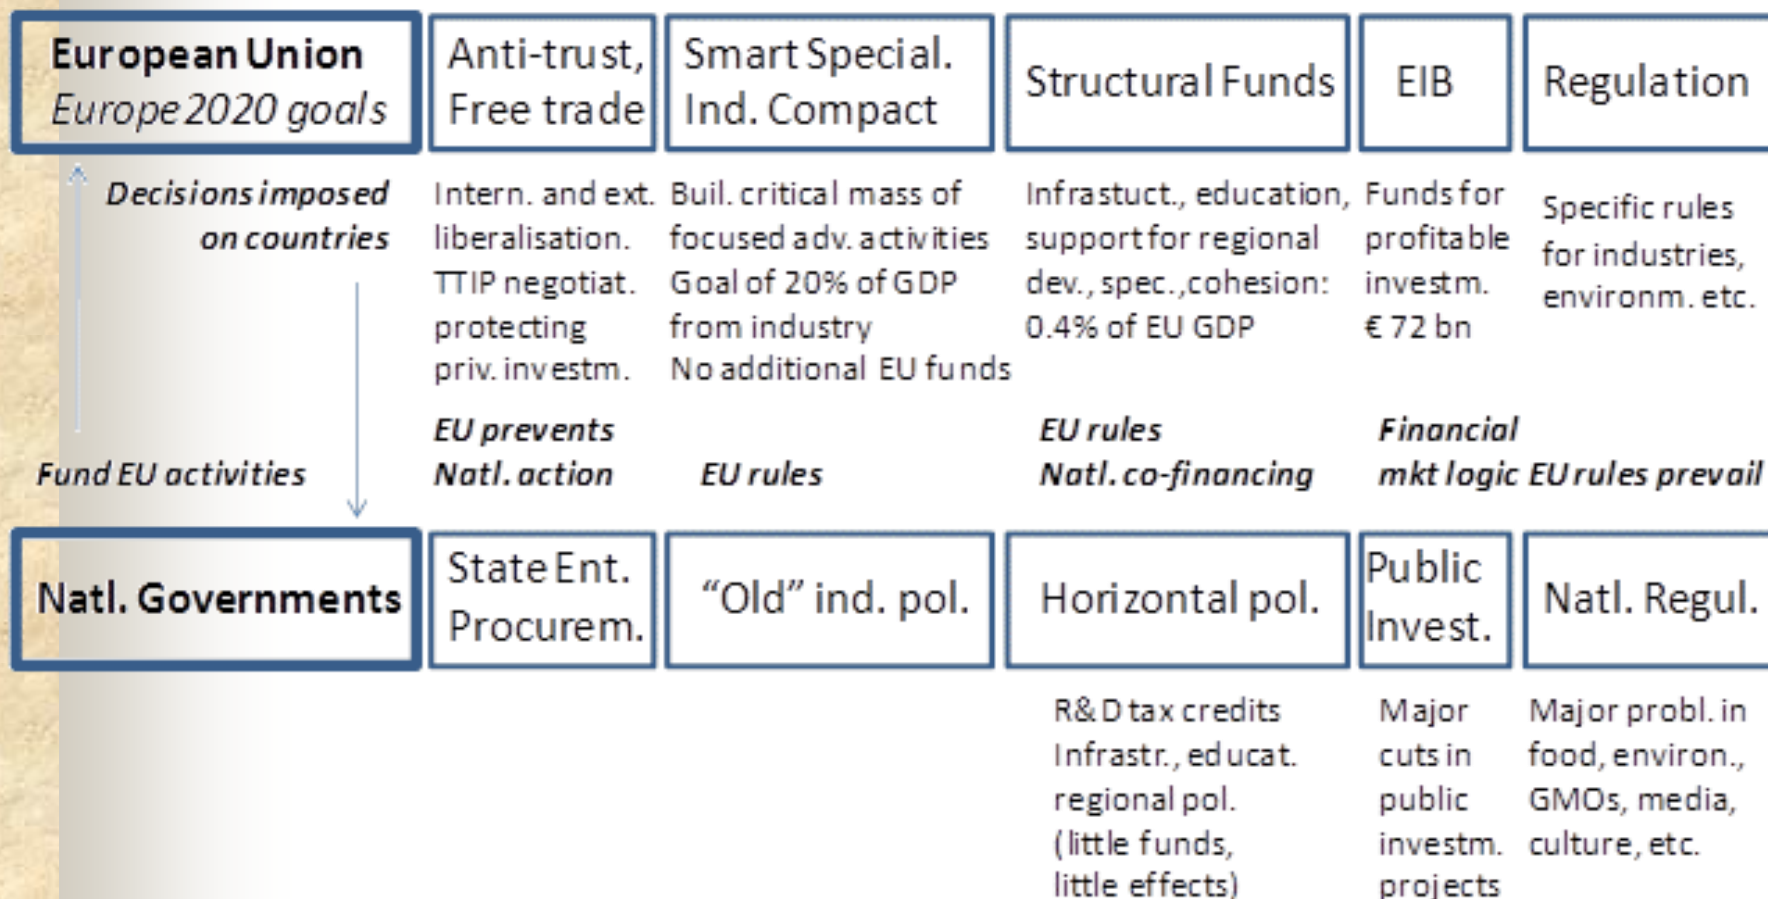 European Union
Europe 2020 goals
Anti-trust,
Free trade
Smart Special.
Ind. Compact
Structural Funds
EIB
Regulation
Decisions imposed
on countries
Intern. and ext.
liberalisation.
TTIP negotiat.
protecting
priv. investm.
Buil. critical mass of
focused adv. activities
Goal of 20% of GDP
from industry
No additional EU funds
Infrastuct., education,
support for regional
dev., spec.,cohesion:
0.4% of EU GDP
Funds for
profitable
investm.
€ 72 bn
Specific rules
for industries,
environm. etc.
Fund EU activities
EU prevents
Natl. action
EU rules
EU rules
Natl. co-financing
Financial
mkt logic
EU rules prevail
Natl. Governments
State Ent.
Procurem.
“Old” ind. pol.
Horizontal pol.
Public
Invest.
Natl. Regul.
R&D tax credits
Infrastr., educat.
regional pol.
(little funds,
little effects)
Major
cuts in
public
investm.
projects
Major probl. in
food, environ.,
GMOs, media,
culture, etc.